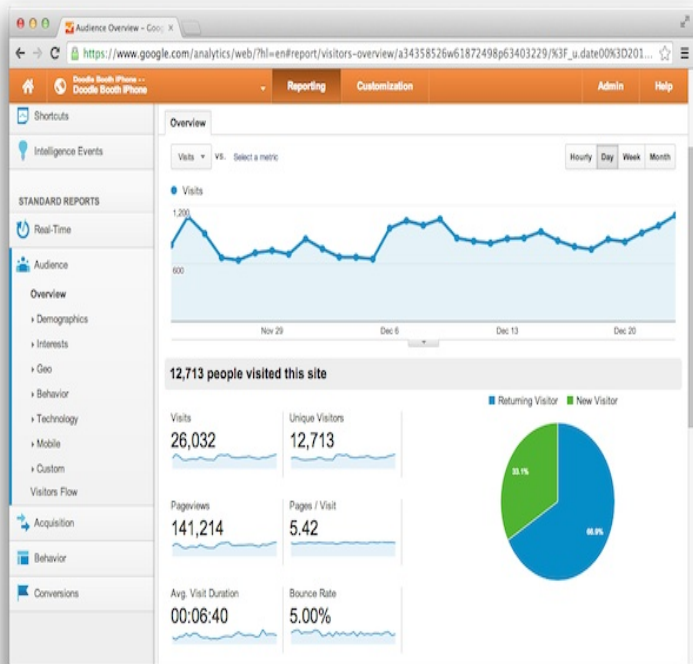 Audience Overview – Goog
https://www.google.com/analytics/web/?hl=en#report/visitors-overview/a34358526w61872498p63403229/%3F_u.date00%3D201...
Doodle Booth iPhone - -
Doodle Booth iPhone
Reporting
Customization
Admin
Help
Shortcuts
Intelligence Events
STANDARD REPORTS
Real-Time
Audience
Overview
Demographics
Interests
Geo
Behavior
Technology
Mobile
Custom
Visitors Flow
Acquisition
Behavior
Conversions
Overview
Visits VS. Select a metric
Hourly Day Week Month
Visits
1,200
600
Nov 29 Dec 6 Dec 13 Dec 20
12,713 people visited this site
Visits
26,032
Unique Visitors
12,713
Pageviews
141,214
Pages / Visit
5.42
Avg. Visit Duration
00:06:40
Bounce Rate
5.00%
Returning Visitor New Visitor
33.1%
66.9%